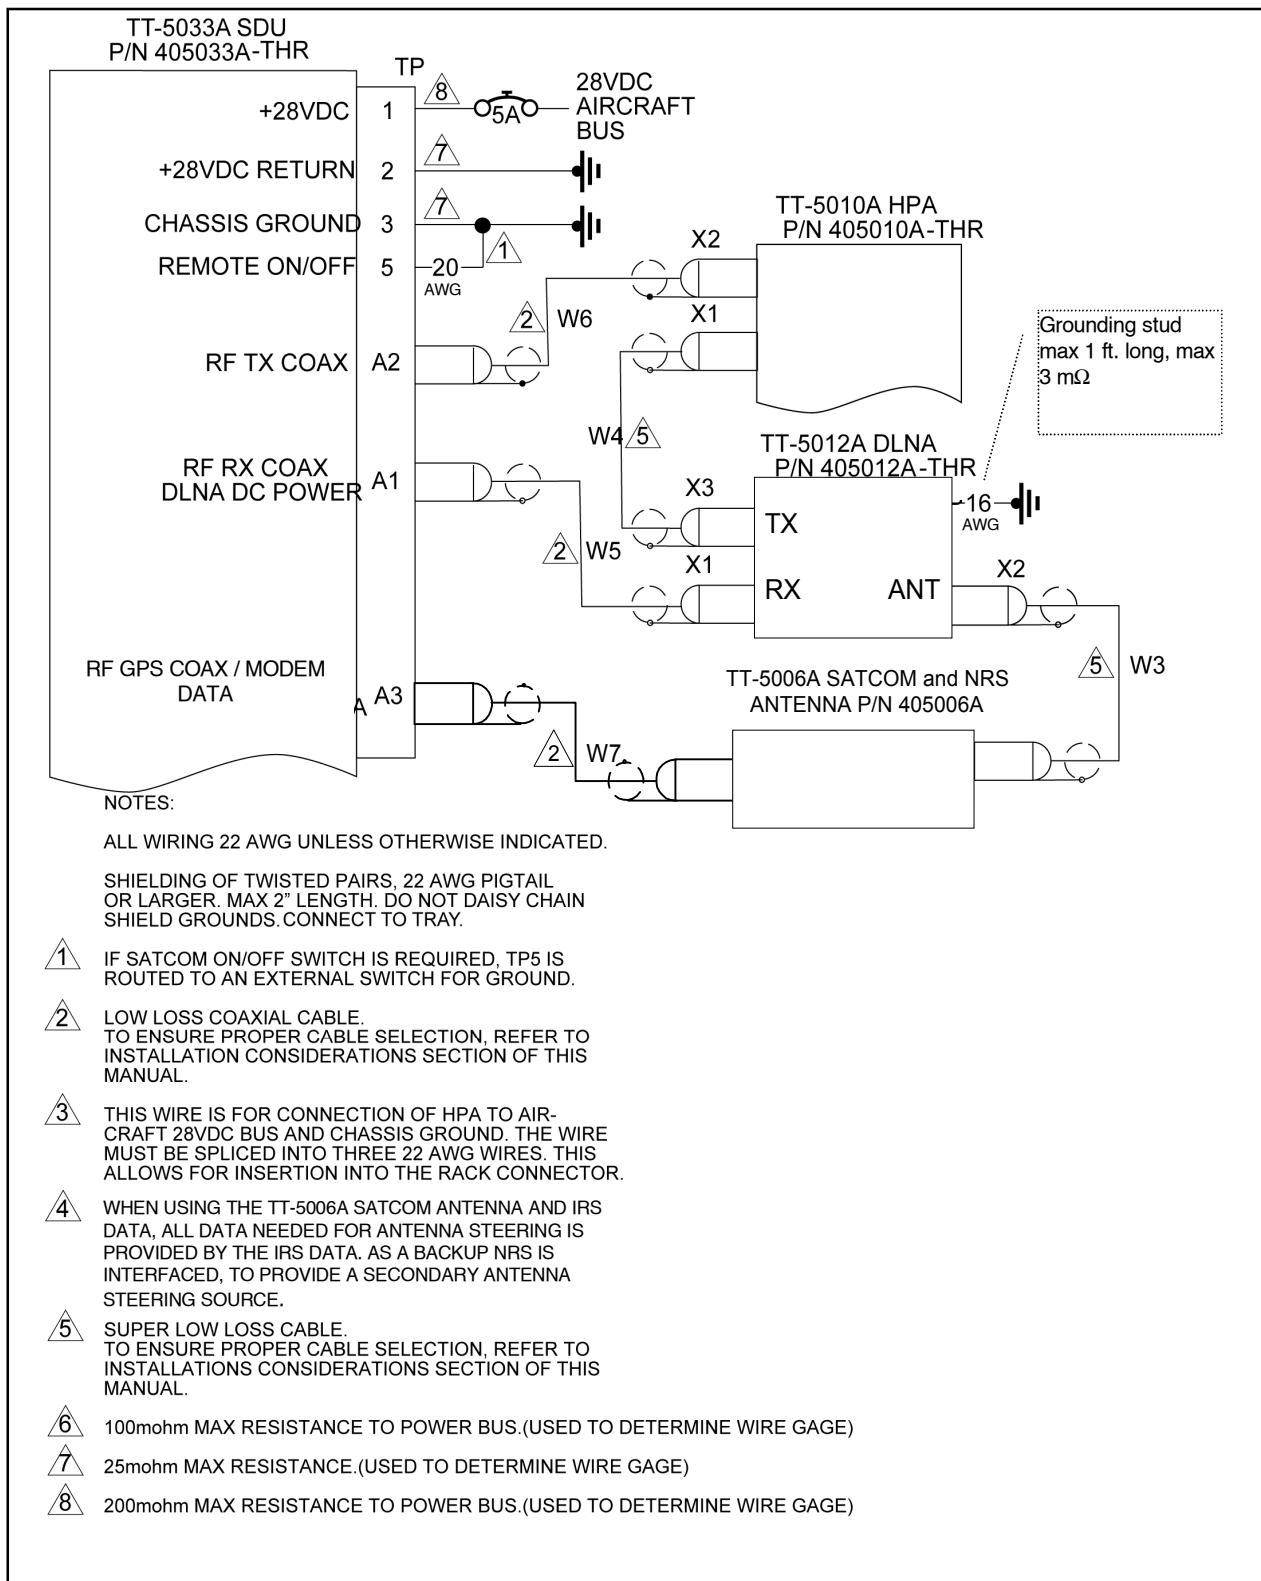 TT-5033A SDU
P/N 405033A-THR
TP
+28VDC
1
8
5A
28VDC
AIRCRAFT
BUS
+28VDC RETURN
2
7
CHASSIS GROUND
3
7
1
REMOTE ON/OFF
5
20
AWG
TT-5010A HPA
P/N 405010A-THR
X2
X1
2
W6
RF TX COAX
A2
Grounding stud
max 1 ft. long, max
3 mΩ
W4
5
TT-5012A DLNA
P/N 405012A-THR
RF RX COAX
DLNA DC POWER
A1
X3
TX
16
AWG
2
W5
X1
RX
ANT
X2
5
W3
RF GPS COAX / MODEM
DATA
A
A3
TT-5006A SATCOM and NRS
ANTENNA P/N 405006A
2
W7
NOTES:
ALL WIRING 22 AWG UNLESS OTHERWISE INDICATED.
SHIELDING OF TWISTED PAIRS, 22 AWG PIGTAIL
OR LARGER. MAX 2” LENGTH. DO NOT DAISY CHAIN
SHIELD GROUNDS. CONNECT TO TRAY.
1 IF SATCOM ON/OFF SWITCH IS REQUIRED, TP5 IS
ROUTED TO AN EXTERNAL SWITCH FOR GROUND.
2 LOW LOSS COAXIAL CABLE.
TO ENSURE PROPER CABLE SELECTION, REFER TO
INSTALLATION CONSIDERATIONS SECTION OF THIS
MANUAL.
3 THIS WIRE IS FOR CONNECTION OF HPA TO AIR-
CRAFT 28VDC BUS AND CHASSIS GROUND. THE WIRE
MUST BE SPLICED INTO THREE 22 AWG WIRES. THIS
ALLOWS FOR INSERTION INTO THE RACK CONNECTOR.
4 WHEN USING THE TT-5006A SATCOM ANTENNA AND IRS
DATA, ALL DATA NEEDED FOR ANTENNA STEERING IS
PROVIDED BY THE IRS DATA. AS A BACKUP NRS IS
INTERFACED, TO PROVIDE A SECONDARY ANTENNA
STEERING SOURCE.
5 SUPER LOW LOSS CABLE.
TO ENSURE PROPER CABLE SELECTION, REFER TO
INSTALLATIONS CONSIDERATIONS SECTION OF THIS
MANUAL.
6 100mohm MAX RESISTANCE TO POWER BUS.(USED TO DETERMINE WIRE GAGE)
7 25mohm MAX RESISTANCE.(USED TO DETERMINE WIRE GAGE)
8 200mohm MAX RESISTANCE TO POWER BUS.(USED TO DETERMINE WIRE GAGE)